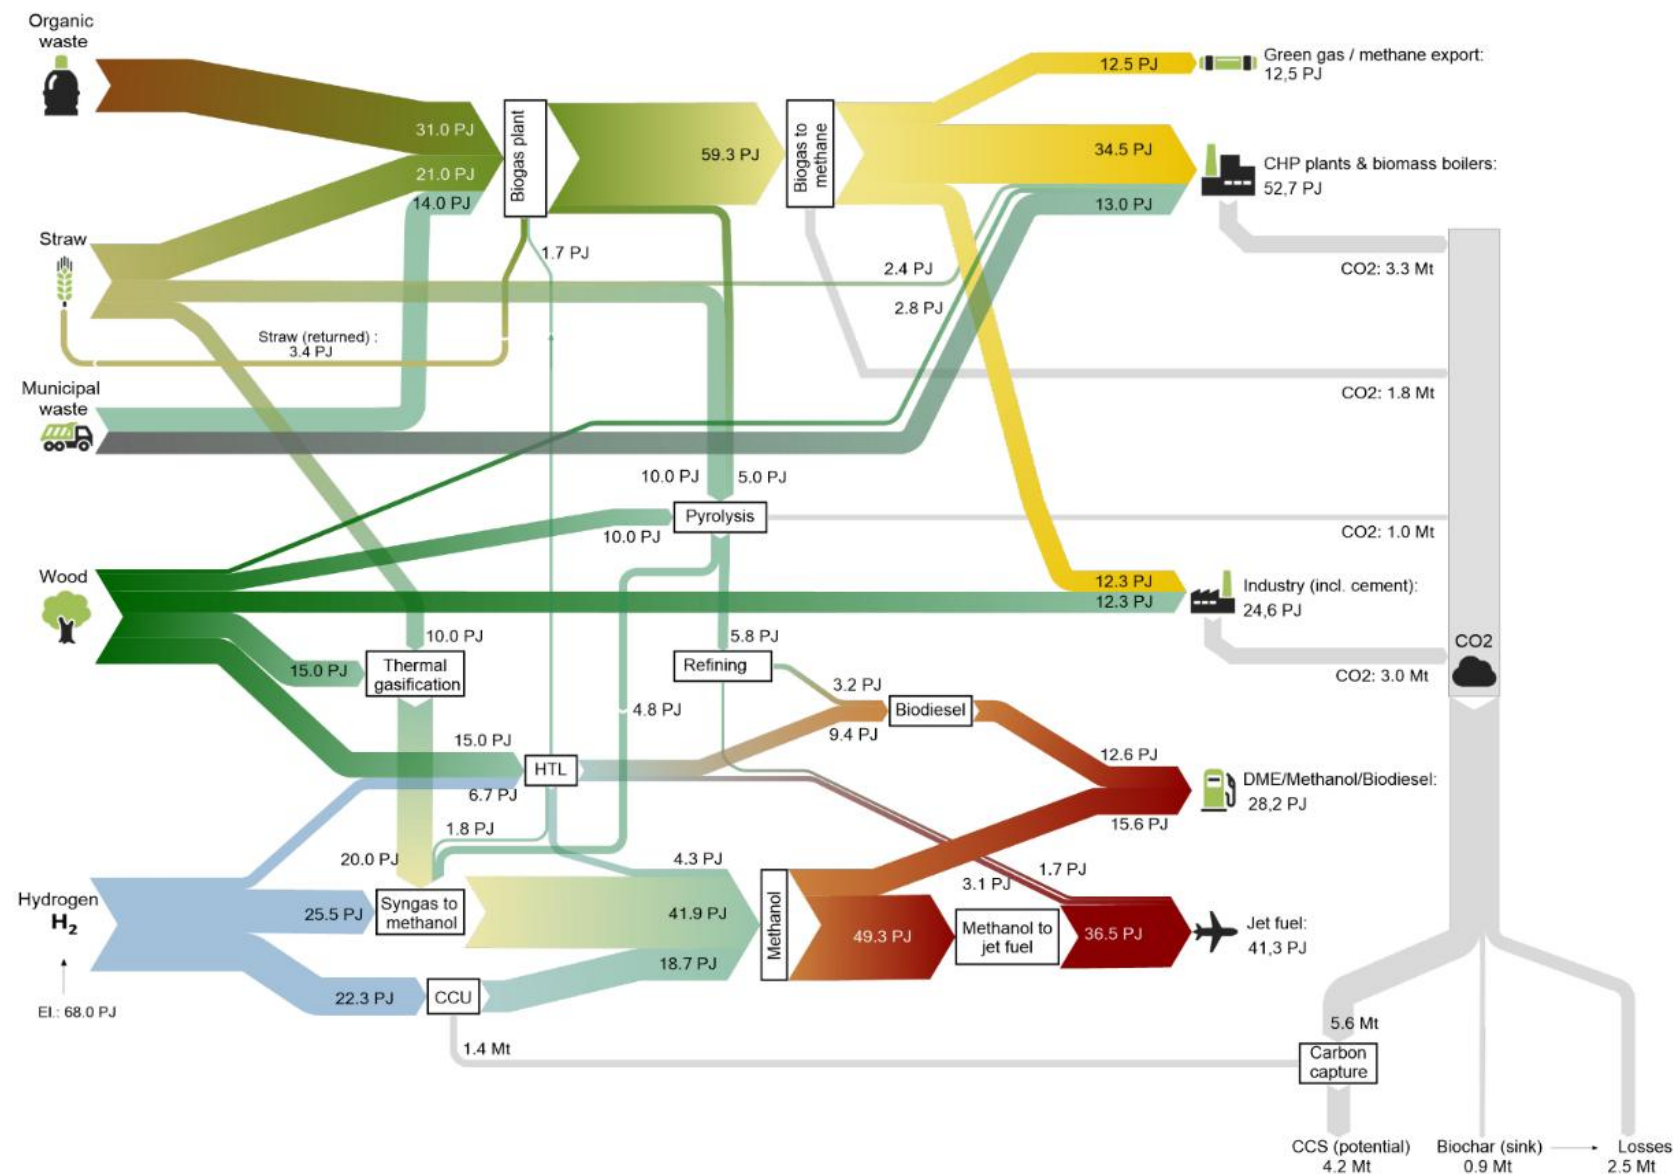 Organic
waste
31.0 PJ
21.0 PJ
14.0 PJ
Biogas plant
59.3 PJ
Biogas to
methane
12.5 PJ
Green gas / methane export:
12,5 PJ
34.5 PJ
13.0 PJ
CHP plants & biomass boilers:
52.7 PJ
Straw
1.7 PJ
2.4 PJ
2.8 PJ
CO2: 3.3 Mt
Straw (returned) :
3.4 PJ
CO2: 1.8 Mt
Municipal
waste
10.0 PJ
5.0 PJ
Pyrolysis
10.0 PJ
CO2: 1.0 Mt
Wood
12.3 PJ
12.3 PJ
Industry (incl. cement):
24,6 PJ
10.0 PJ
5.8 PJ
CO2
15.0 PJ
Thermal
gasification
Refining
CO2: 3.0 Mt
3.2 PJ
4.8 PJ
Biodiesel
9.4 PJ
15.0 PJ
HTL
6.7 PJ
12.6 PJ
DME/Methanol/Biodiesel:
28,2 PJ
15.6 PJ
1.8 PJ
20.0 PJ
4.3 PJ
1.7 PJ
3.1 PJ
Hydrogen
H2
25.5 PJ
Syngas to
methanol
41.9 PJ
Methanol
49.3 PJ
Methanol to
jet fuel
36.5 PJ
Jet fuel:
41,3 PJ
18.7 PJ
22.3 PJ
CCU
El.: 68.0 PJ
1.4 Mt
5.6 Mt
Carbon
capture
CCS (potential)
4.2 Mt
Biochar (sink)
0.9 Mt
Losses
2.5 Mt